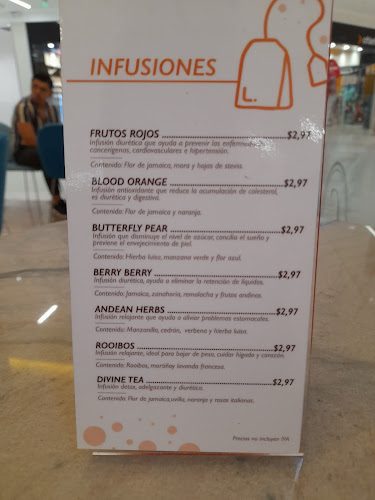 INFUSIONES
FRUTOS ROJOS $2,97
Infusión diurética que ayuda a prevenir las enfermedades
cancerígenas, cardiovasculares e hipertensión.
Contenido: Flor de jamaica, mora y hojas de stevia.
BLOOD ORANGE $2,97
Infusión antioxidante que reduce la acumulación de colesterol,
es diurética y digestiva.
Contenido: Flor de jamaica y naranja.
BUTTERFLY PEAR $2,97
Infusión que disminuye el nivel de azúcar, concilia el sueño y
previene el envejecimiento de piel.
Contenido: Hierba luisa, manzana verde y flor azul.
BERRY BERRY $2,97
Infusión diurética, ayuda a eliminar la retención de líquidos.
Contenido: Jamaica, zanahoria, remolacha y frutos andinos.
ANDEAN HERBS $2,97
Infusión relajante que ayuda a aliviar problemas estomacales.
Contenido: Manzanilla, cedrón, verbena y hierba luisa.
ROOIBOS $2,97
Infusión relajante, ideal para bajar de peso, cuidar hígado y corazón.
Contenido: Rooibos, mortiño y lavanda francesa.
DIVINE TEA $2,97
Infusión detox, adelgazante y diurética.
Contenido: Flor de jamaica, uvilla, naranja y rosas italianas.
Precios no incluyen IVA